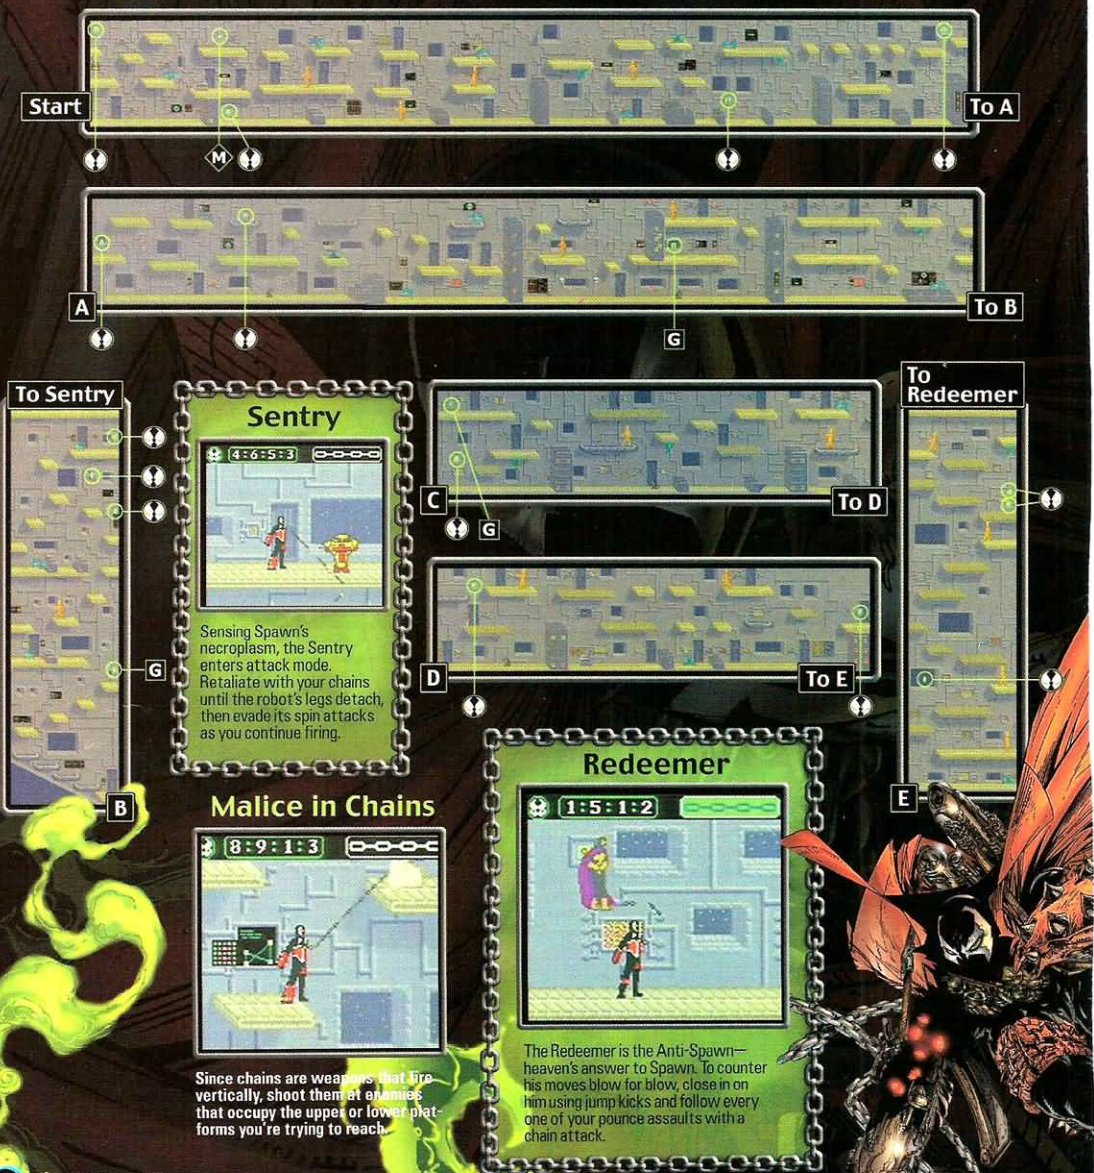 Start
To A
M
A
To B
G
To Sentry
G
B
Sentry
4:6:5:3
Sensing Spawn's
necroplasm, the Sentry
enters attack mode.
Retaliate with your chains
until the robot's legs detach,
then evade its spin attacks
as you continue firing.
C
To D
G
D
To E
To
Redeemer
E
Malice in Chains
8:9:1:3
Since chains are weapons that fire
vertically, shoot them at enemies
that occupy the upper or lower plat-
forms you're trying to reach.
Redeemer
1:5:1:2
The Redeemer is the Anti-Spawn—
heaven's answer to Spawn. To counter
his moves blow for blow, close in on
him using jump kicks and follow every
one of your pounce assaults with a
chain attack.